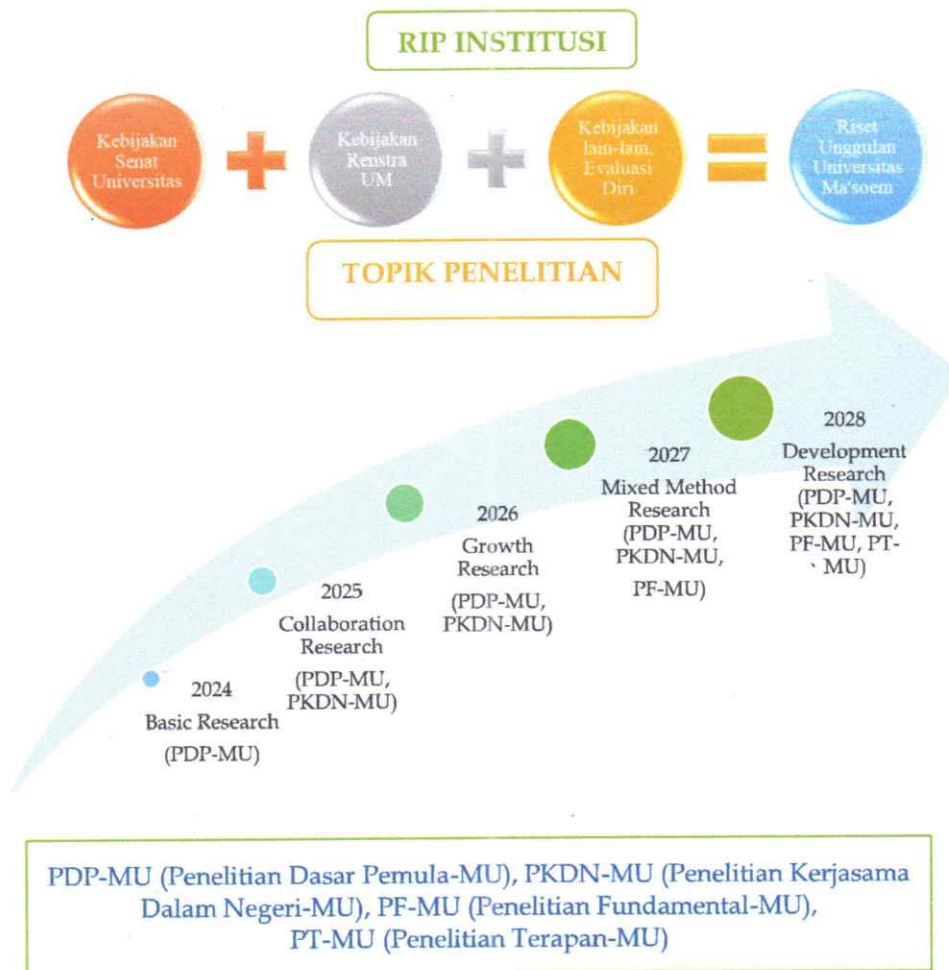 RIP INSTITUSI
Kebijakan
Senat
Universitas
Kebijakan
Renstra
UM
Kebijakan
lain-lain,
Evaluasi
Diri
Riset
Unggulan
Universitas
Ma'soem
TOPIK PENELITIAN
2024
Basic Research
(PDP-MU)
2025
Collaboration
Research
(PDP-MU,
PKDN-MU)
2026
Growth
Research
(PDP-MU,
PKDN-MU)
2027
Mixed Method
Research
(PDP-MU,
PKDN-MU,
PF-MU)
2028
Development
Research
(PDP-MU,
PKDN-MU,
PF-MU, PT-
MU)
PDP-MU (Penelitian Dasar Pemula-MU), PKDN-MU (Penelitian Kerjasama
Dalam Negeri-MU), PF-MU (Penelitian Fundamental-MU),
PT-MU (Penelitian Terapan-MU)